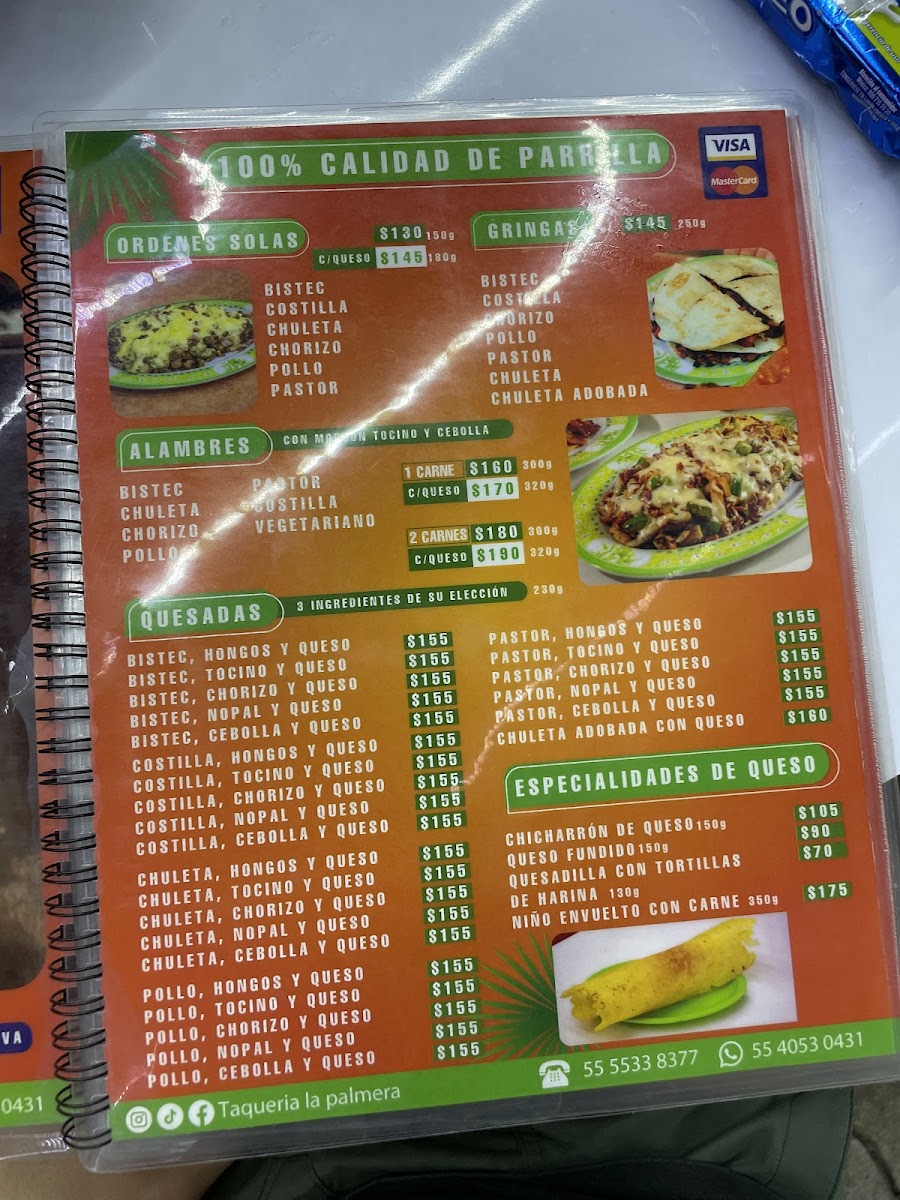 100% CALIDAD DE PARRILLA
VISA
MasterCard
ORDENES SOLAS
$130 150g
C/QUESO $145 180g
BISTEC
COSTILLA
CHULETA
CHORIZO
POLLO
PASTOR
GRINGAS
$145 250g
BISTEC
COSTILLA
CHORIZO
POLLO
PASTOR
CHULETA
CHULETA ADOBADA
ALAMBRES
CON MORRON TOCINO Y CEBOLLA
BISTEC
CHULETA
CHORIZO
POLLO
PASTOR
COSTILLA
VEGETARIANO
1 CARNE $160 300g
C/QUESO $170 320g
2 CARNES $180 300g
C/QUESO $190 320g
QUESADAS
3 INGREDIENTES DE SU ELECCIÓN 230g
BISTEC, HONGOS Y QUESO $155
BISTEC, TOCINO Y QUESO $155
BISTEC, CHORIZO Y QUESO $155
BISTEC, NOPAL Y QUESO $155
BISTEC, CEBOLLA Y QUESO $155
COSTILLA, HONGOS Y QUESO $155
COSTILLA, TOCINO Y QUESO $155
COSTILLA, CHORIZO Y QUESO $155
COSTILLA, NOPAL Y QUESO $155
COSTILLA, CEBOLLA Y QUESO $155
CHULETA, HONGOS Y QUESO $155
CHULETA, TOCINO Y QUESO $155
CHULETA, CHORIZO Y QUESO $155
CHULETA, NOPAL Y QUESO $155
CHULETA, CEBOLLA Y QUESO $155
POLLO, HONGOS Y QUESO $155
POLLO, TOCINO Y QUESO $155
POLLO, CHORIZO Y QUESO $155
POLLO, NOPAL Y QUESO $155
POLLO, CEBOLLA Y QUESO $155
PASTOR, HONGOS Y QUESO $155
PASTOR, TOCINO Y QUESO $155
PASTOR, CHORIZO Y QUESO $155
PASTOR, NOPAL Y QUESO $155
PASTOR, CEBOLLA Y QUESO $155
CHULETA ADOBADA CON QUESO $160
ESPECIALIDADES DE QUESO
CHICHARRÓN DE QUESO 150g $105
QUESO FUNDIDO 150g $90
QUESADILLA CON TORTILLAS $70
DE HARINA 130g
NIÑO ENVUELTO CON CARNE 350g $175
Taqueria la palmera
55 5533 8377
55 4053 0431
VA
0431